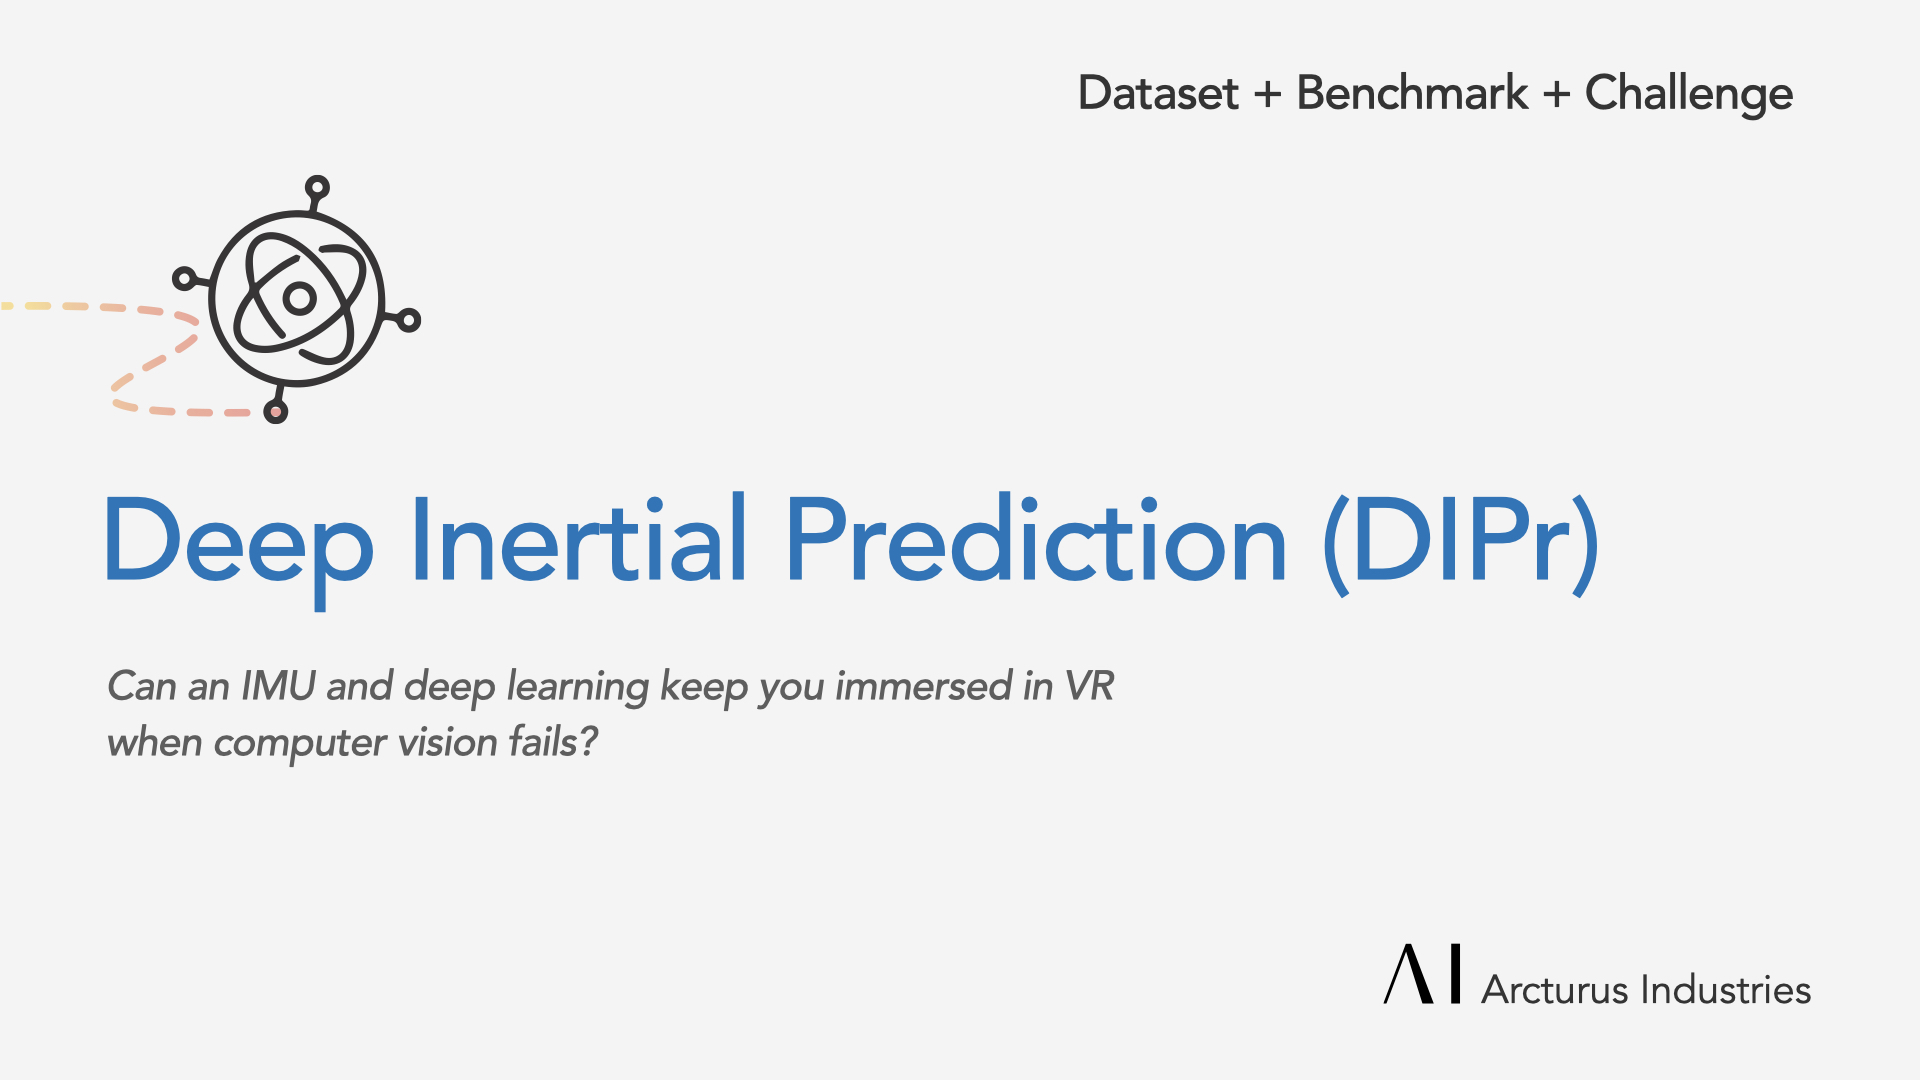 Dataset + Benchmark + Challenge
Deep Inertial Prediction (DIPr)
Can an IMU and deep learning keep you immersed in VR
when computer vision fails?
AI Arcturus Industries